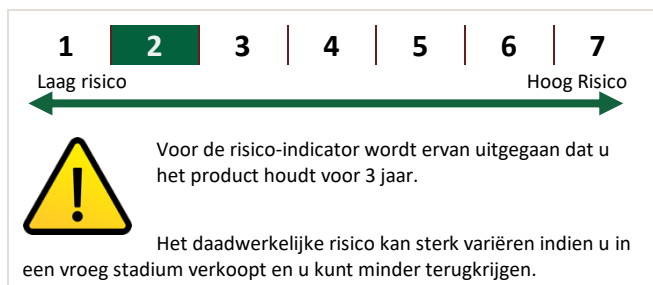 1 2 3 4 5 6 7
Laag risico Hoog Risico
Voor de risico-indicator wordt ervan uitgegaan dat u
het product houdt voor 3 jaar.
Het daadwerkelijke risico kan sterk variëren indien u in
een vroeg stadium verkoopt en u kunt minder terugkrijgen.